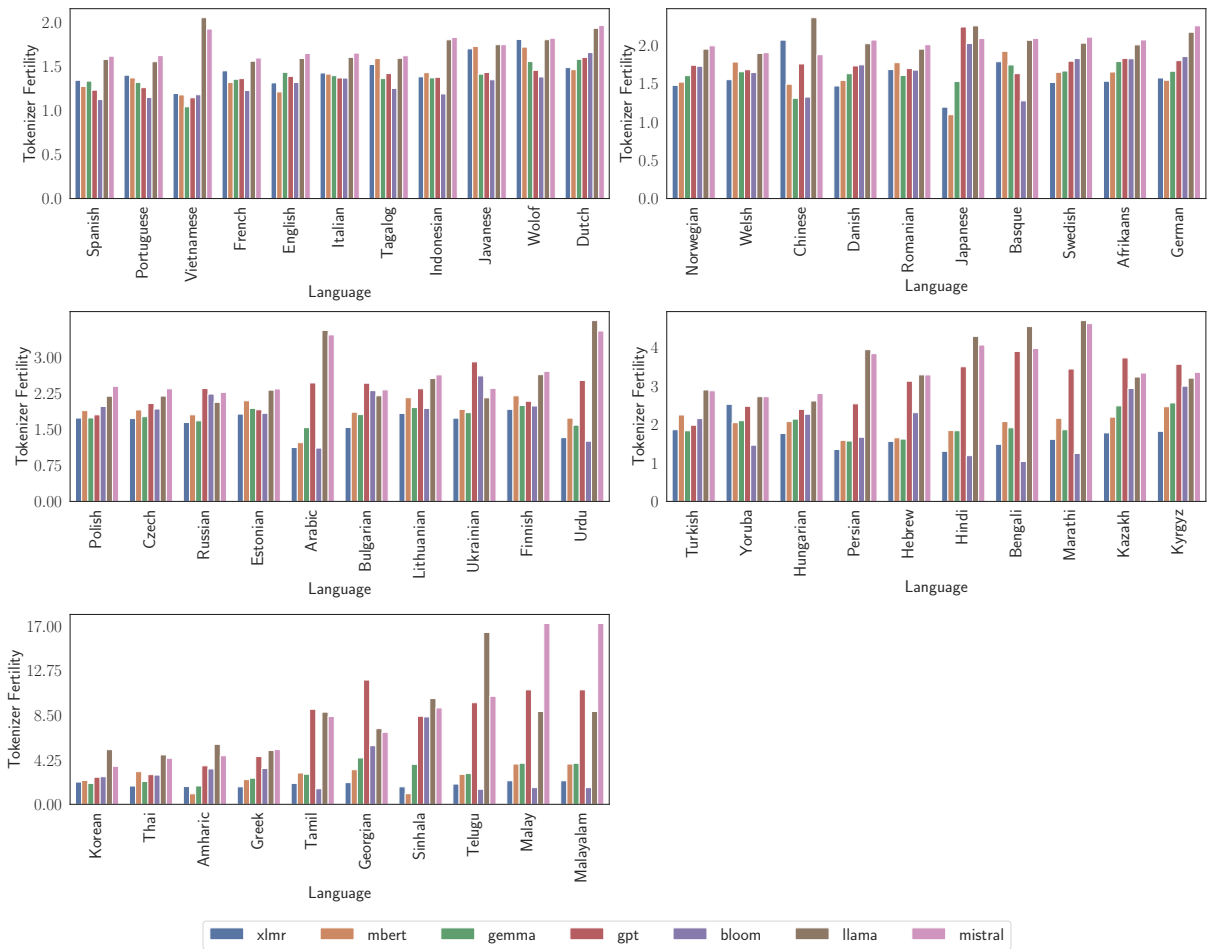 Tokenizer Fertility
2.0
1.5
1.0
0.5
0.0
Spanish
Portuguese
Vietnamese
French
English
Italian
Tagalog
Indonesian
Javanese
Wolof
Dutch
Language
Tokenizer Fertility
2.0
1.5
1.0
0.5
0.0
Norwegian
Welsh
Chinese
Danish
Romanian
Japanese
Basque
Swedish
Afrikaans
German
Language
Tokenizer Fertility
3.00
2.25
1.50
0.75
0.00
Polish
Czech
Russian
Estonian
Arabic
Bulgarian
Lithuanian
Ukrainian
Finnish
Urdu
Language
Tokenizer Fertility
4
3
2
1
0
Turkish
Yoruba
Hungarian
Persian
Hebrew
Hindi
Bengali
Marathi
Kazakh
Kyrgyz
Language
Tokenizer Fertility
17.00
12.75
8.50
4.25
0.00
Korean
Thai
Amharic
Greek
Tamil
Georgian
Sinhala
Telugu
Malay
Malayalam
Language
xlmr mbert gemma gpt bloom llama mistral